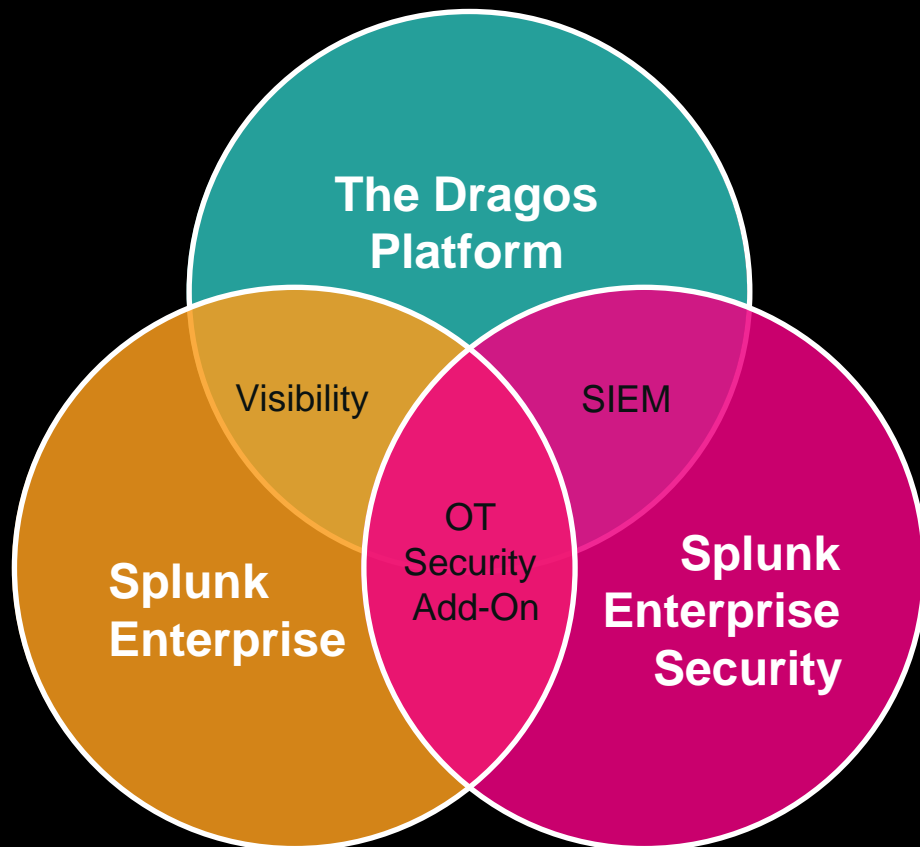 The Dragos
Platform
Visibility
SIEM
OT
Security
Add-On
Splunk
Enterprise
Splunk
Enterprise
Security